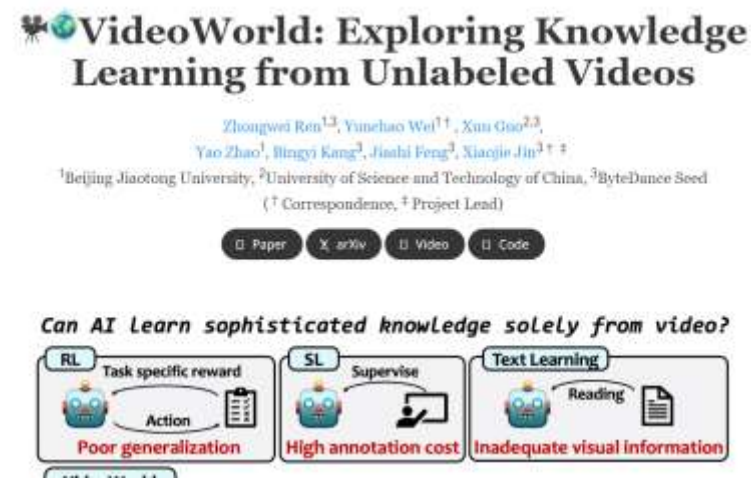 VideoWorld: Exploring Knowledge
Learning from Unlabeled Videos
Zhongwei Ren1,3, Yunchao Wei1 †, Xun Guo2,3,
Yao Zhao1, Bingyi Kang3, Jiashi Feng3, Xiaojie Jin3 † ‡
1Beijing Jiaotong University, 2University of Science and Technology of China, 3ByteDance Seed
( † Correspondence, ‡ Project Lead)
Paper arXiv Video Code
Can AI learn sophisticated knowledge solely from video?
RL SL Text Learning
Task specific reward Supervise Reading
Action
Poor generalization High annotation cost Inadequate visual information